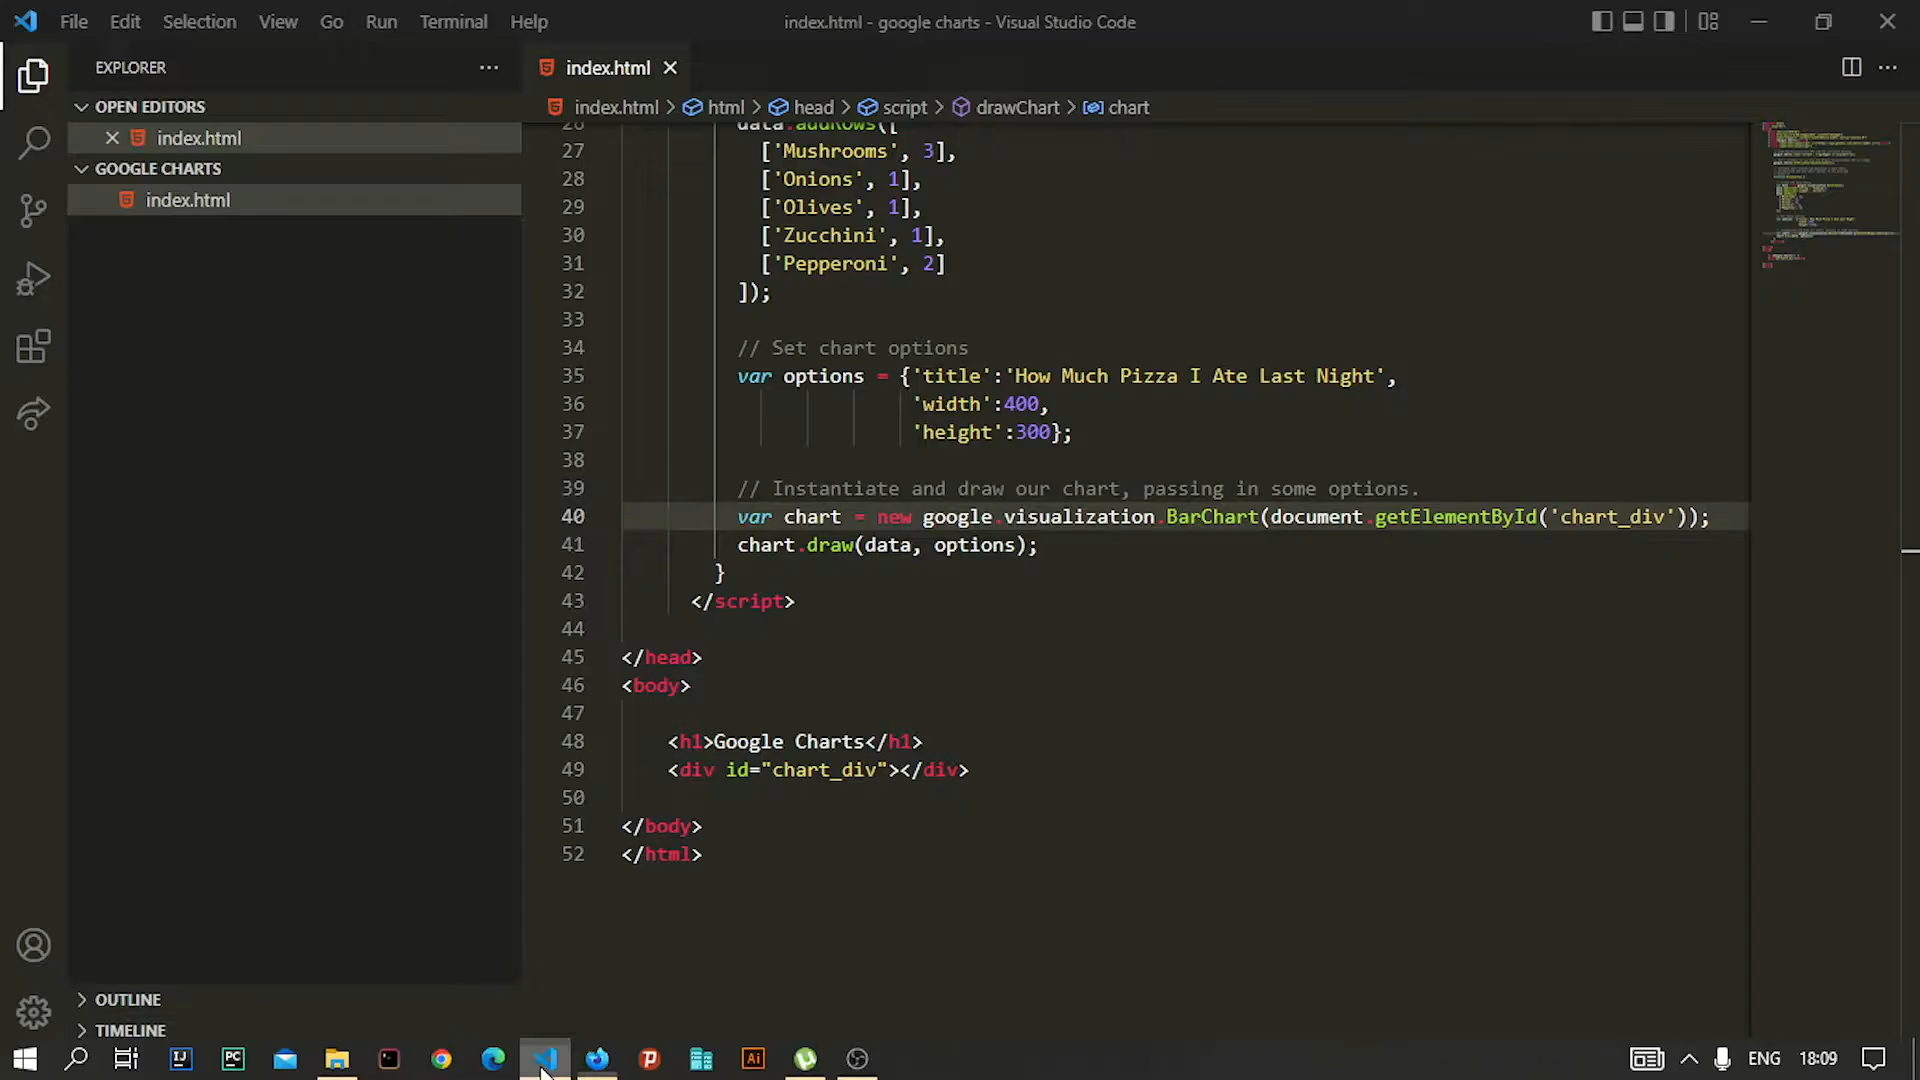 File Edit Selection View Go Run Terminal Help
index.html - google charts - Visual Studio Code
EXPLORER
index.html
OPEN EDITORS
index.html
GOOGLE CHARTS
index.html
index.html > html > head > script > drawChart > chart
26 data.addRows([
27 ['Mushrooms', 3],
28 ['Onions', 1],
29 ['Olives', 1],
30 ['Zucchini', 1],
31 ['Pepperoni', 2]
32 ]);
33
34 // Set chart options
35 var options = {'title':'How Much Pizza I Ate Last Night',
36 'width':400,
37 'height':300};
38
39 // Instantiate and draw our chart, passing in some options.
40 var chart = new google.visualization.BarChart(document.getElementById('chart_div'));
41 chart.draw(data, options);
42 }
43 </script>
44
45 </head>
46 <body>
47
48 <h1>Google Charts</h1>
49 <div id="chart_div"></div>
50
51 </body>
52 </html>
OUTLINE
TIMELINE
IJ PC Ai ENG 18:09